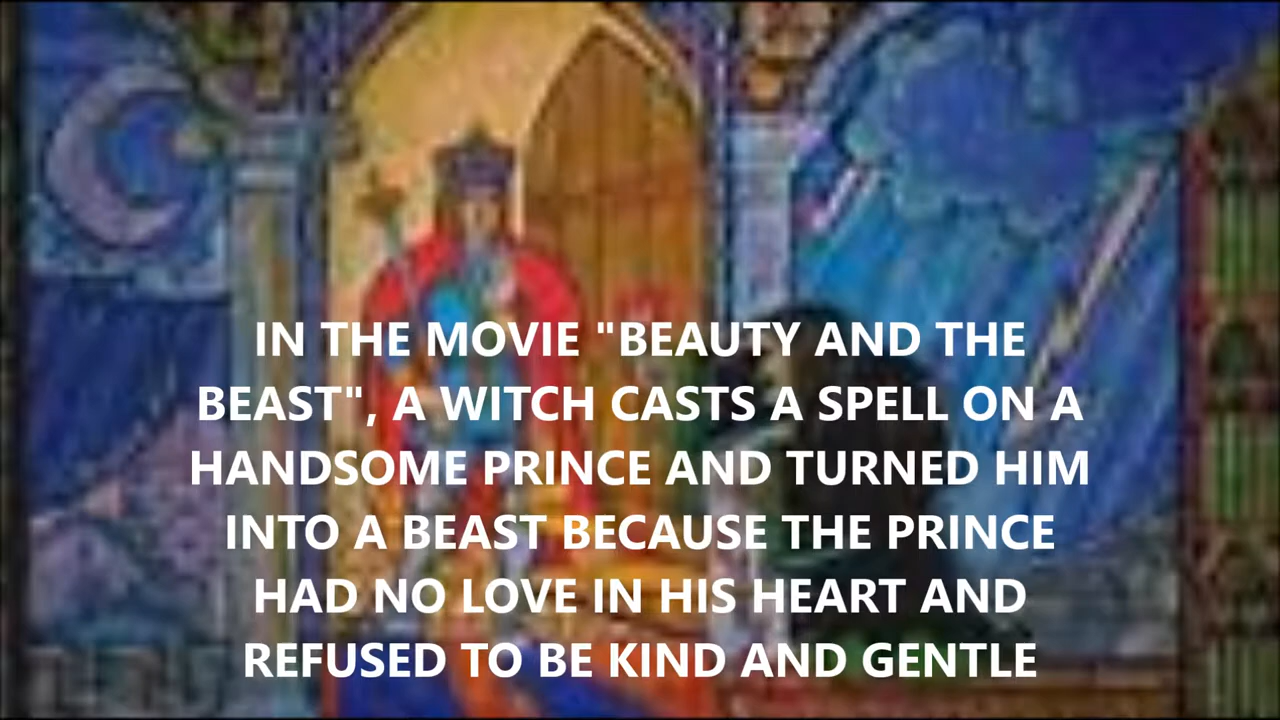 IN THE MOVIE "BEAUTY AND THE
BEAST", A WITCH CASTS A SPELL ON A
HANDSOME PRINCE AND TURNED HIM
INTO A BEAST BECAUSE THE PRINCE
HAD NO LOVE IN HIS HEART AND
REFUSED TO BE KIND AND GENTLE